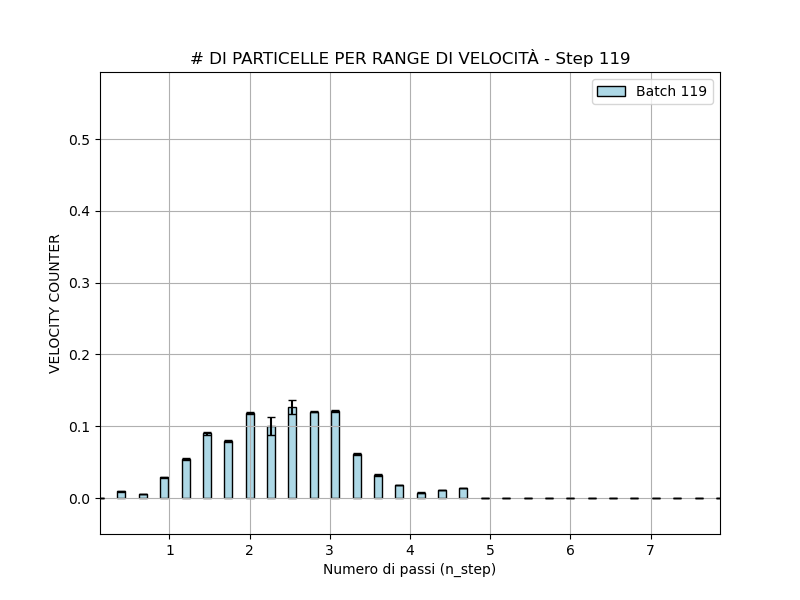 # DI PARTICELLE PER RANGE DI VELOCITÀ - Step 119
Batch 119
VELOCITY COUNTER
0.5
0.4
0.3
0.2
0.1
0.0
1 2 3 4 5 6 7
Numero di passi (n_step)